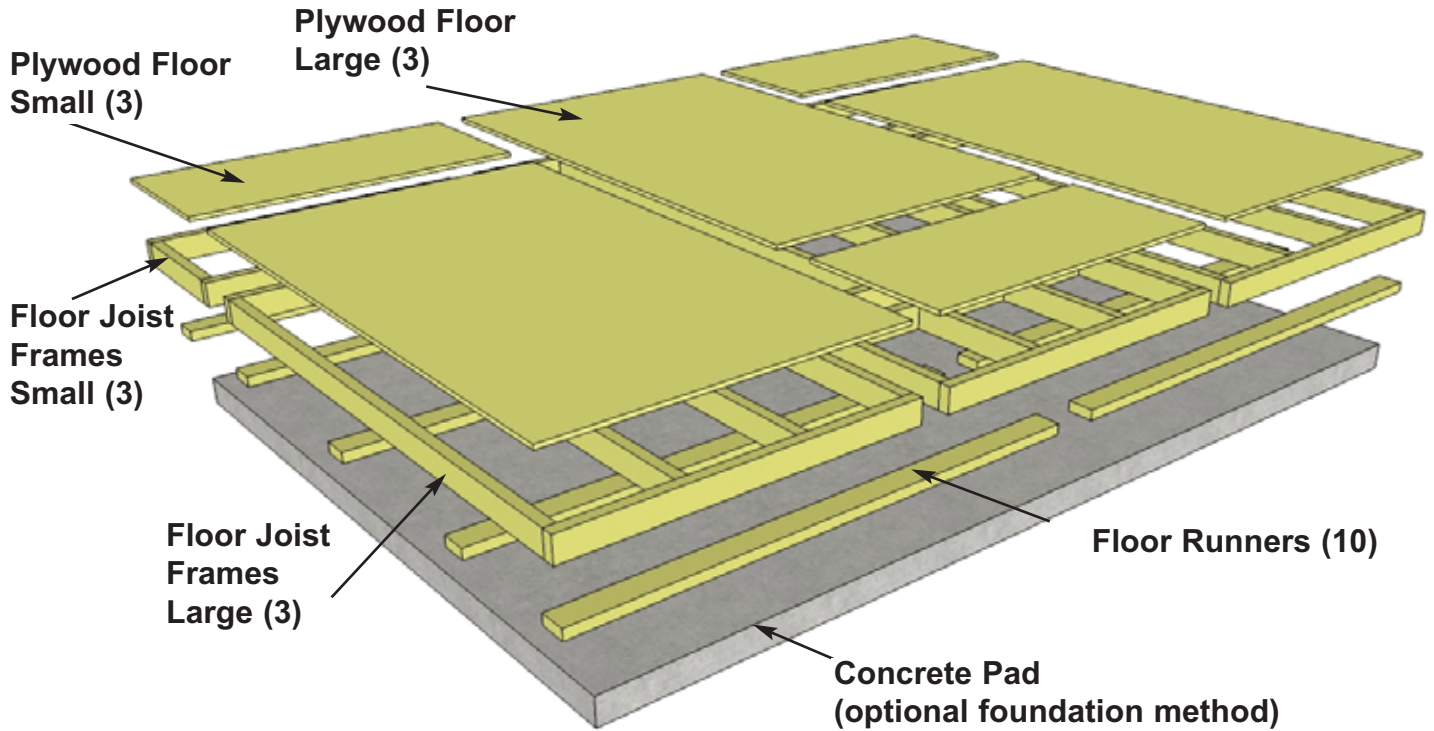 Plywood Floor
Large (3)
Plywood Floor
Small (3)
Floor Joist
Frames
Small (3)
Floor Joist
Frames
Large (3)
Floor Runners (10)
Concrete Pad
(optional foundation method)